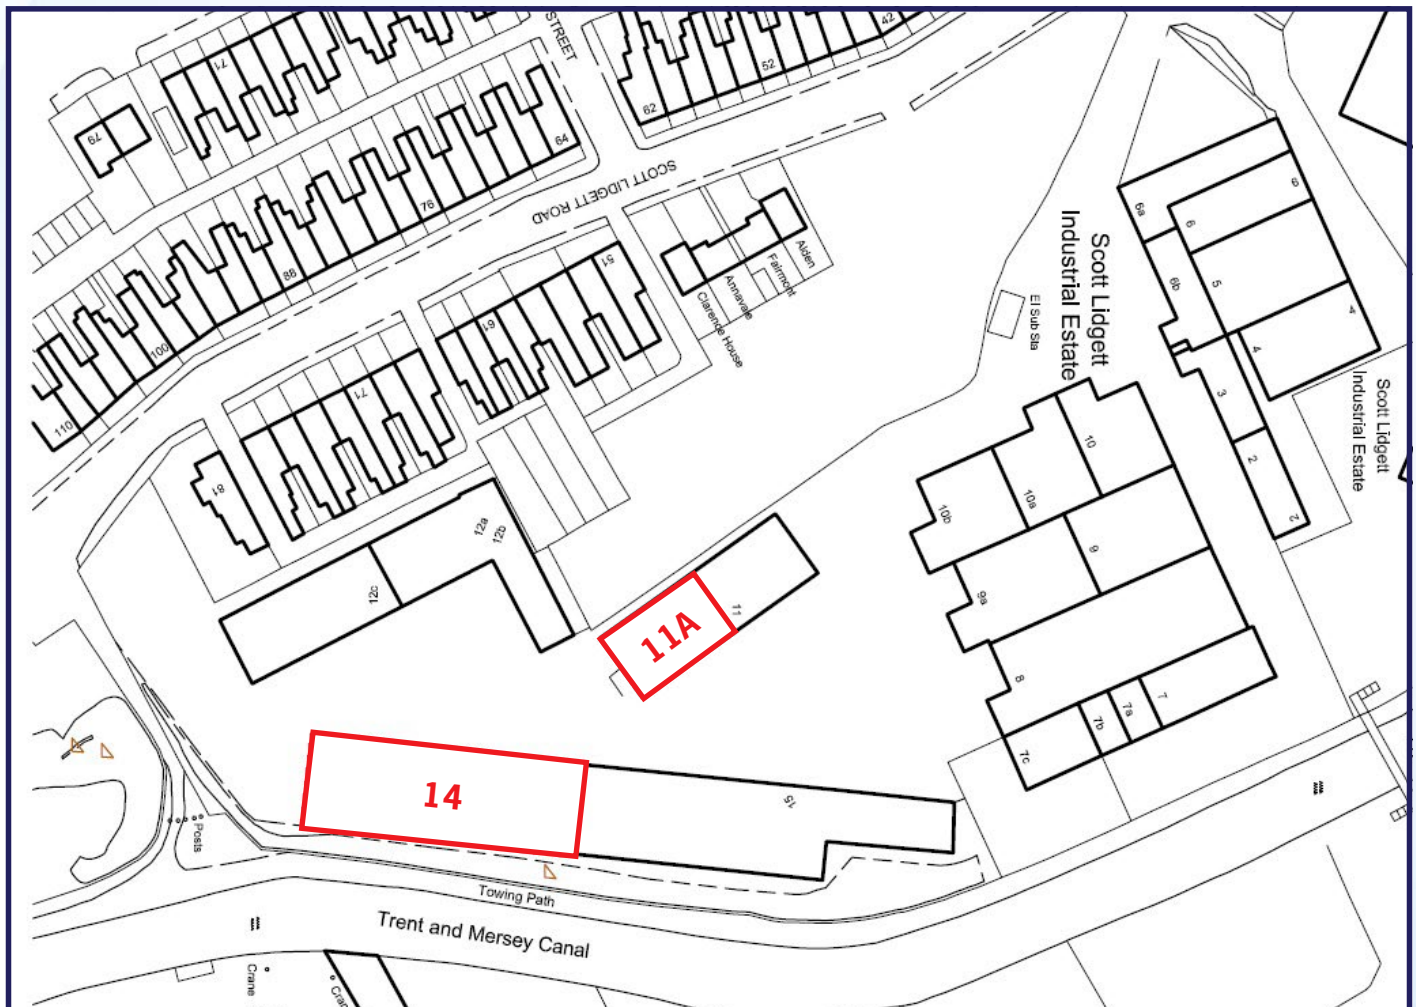 STREET
71
79
64
76
88
100
110
62
52
42
SCOTT LIDGETT ROAD
51
61
71
81
Alden
Fairmont
Annavale
Clarence House
El Sub Sta
Scott Lidgett
Industrial Estate
Scott Lidgett
Industrial Estate
6a
6
6
6b
5
4
4
3
2
2
10
10a
10b
9
9a
8
7
7a
7b
7c
12a
12b
12c
11
11A
14
15
Posts
Towing Path
Trent and Mersey Canal
Crane